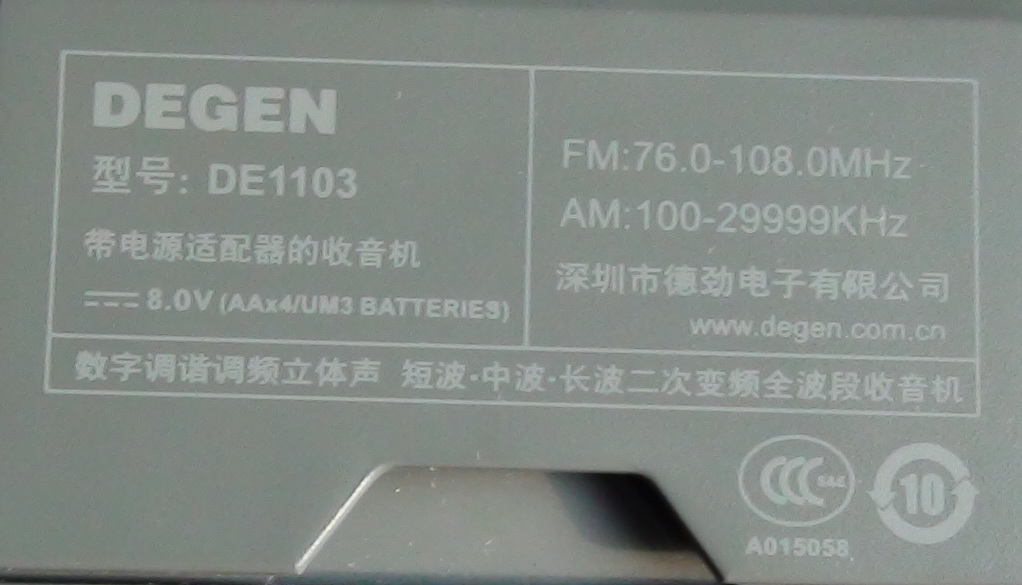 DEGEN
型号: DE1103
带电源适配器的收音机
8.0V (AAx4/UM3 BATTERIES)
FM:76.0-108.0MHz
AM:100-29999KHz
深圳市德劲电子有限公司
www.degen.com.cn
数字调谐调频立体声 短波·中波·长波二次变频全波段收音机
CCC S&E
10
A015058